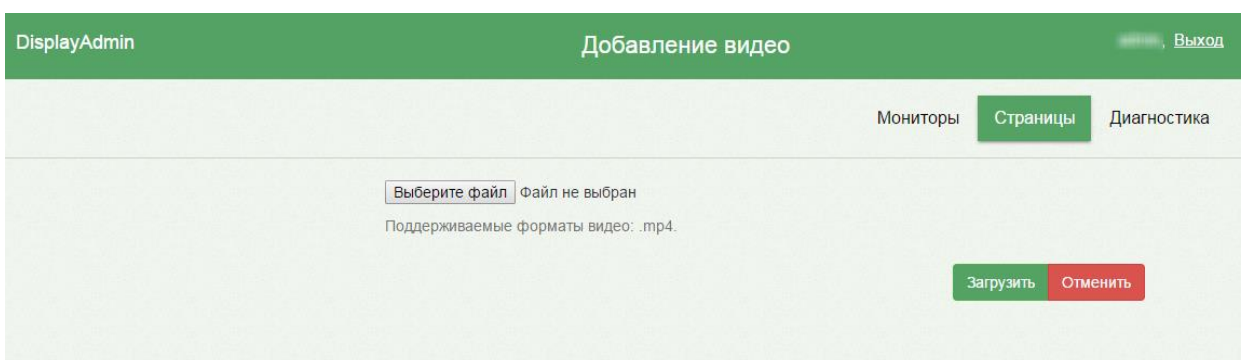 DisplayAdmin
Добавление видео
, Выход
Мониторы
Страницы
Диагностика
Выберите файл Файл не выбран
Поддерживаемые форматы видео: .mp4.
Загрузить
Отменить